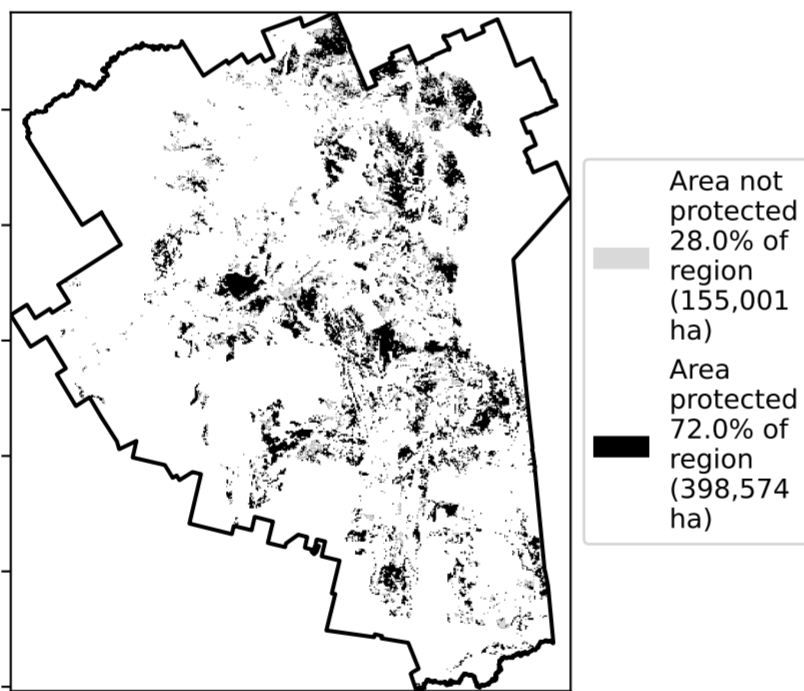 Area not
protected
28.0% of
region
(155,001
ha)
Area
protected
72.0% of
region
(398,574
ha)